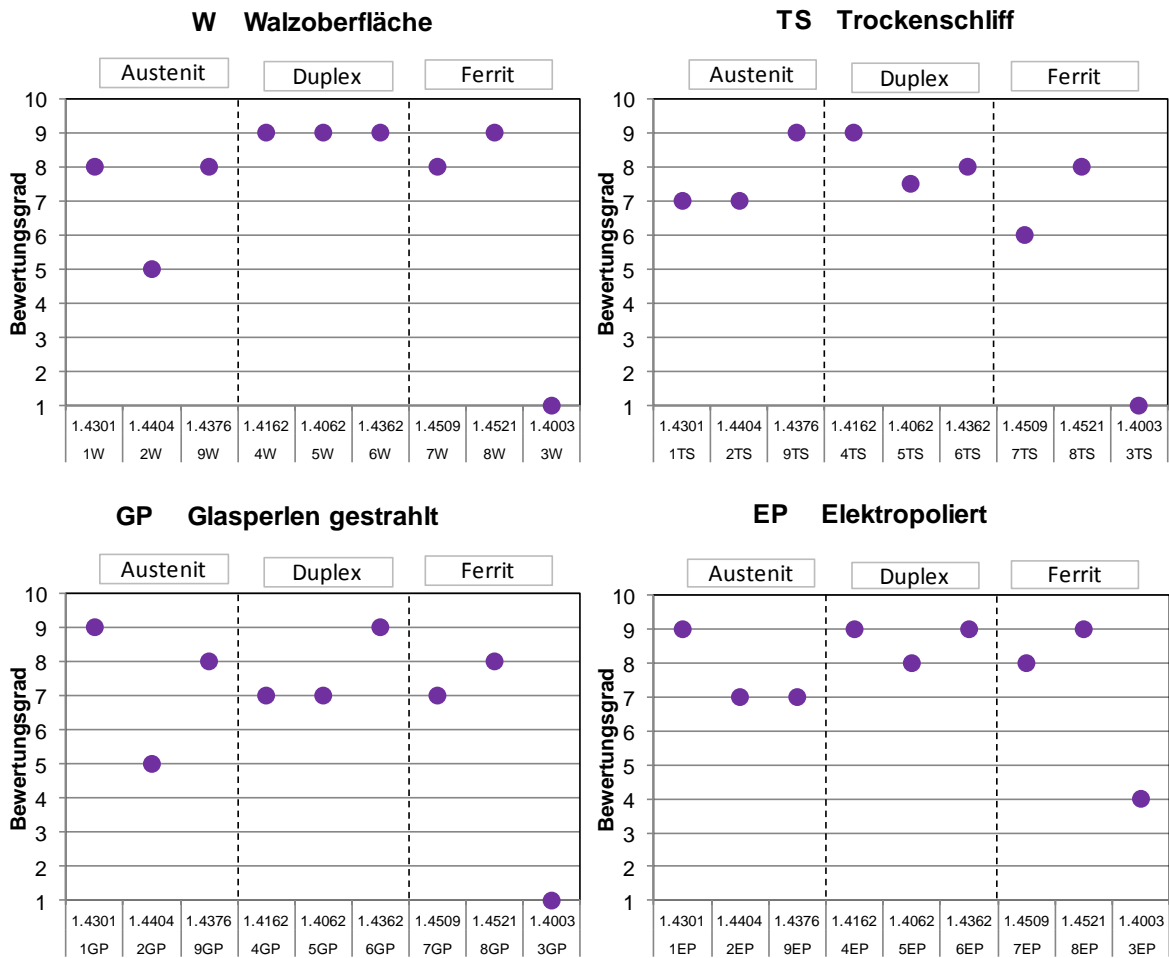 W Walzoberfläche
Austenit Duplex Ferrit
10
9
8
7
6
5
4
3
2
1
Bewertungsgrad
1.4301 1.4404 1.4376 1.4162 1.4062 1.4362 1.4509 1.4521 1.4003
1W 2W 9W 4W 5W 6W 7W 8W 3W
TS Trockenschliff
Austenit Duplex Ferrit
10
9
8
7
6
5
4
3
2
1
Bewertungsgrad
1.4301 1.4404 1.4376 1.4162 1.4062 1.4362 1.4509 1.4521 1.4003
1TS 2TS 9TS 4TS 5TS 6TS 7TS 8TS 3TS
GP Glasperlen gestrahlt
Austenit Duplex Ferrit
10
9
8
7
6
5
4
3
2
1
Bewertungsgrad
1.4301 1.4404 1.4376 1.4162 1.4062 1.4362 1.4509 1.4521 1.4003
1GP 2GP 9GP 4GP 5GP 6GP 7GP 8GP 3GP
EP Elektropoliert
Austenit Duplex Ferrit
10
9
8
7
6
5
4
3
2
1
Bewertungsgrad
1.4301 1.4404 1.4376 1.4162 1.4062 1.4362 1.4509 1.4521 1.4003
1EP 2EP 9EP 4EP 5EP 6EP 7EP 8EP 3EP